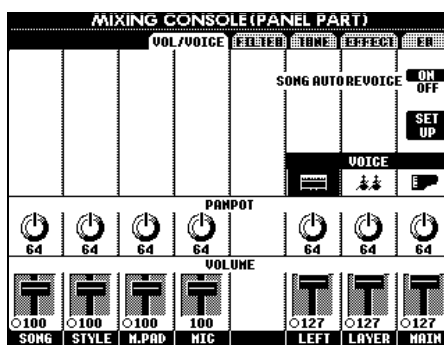 MIXING CONSOLE(PANEL PART)
VOL/VOICE FILTER TUNE EFFECT EQ
SONG AUTO REVOICE ON
OFF
SET
UP
VOICE
PANPOT
64 64 64 64 64 64 64
VOLUME
100 100 100 100 127 127 127
SONG STYLE M.PAD MIC LEFT LAYER MAIN